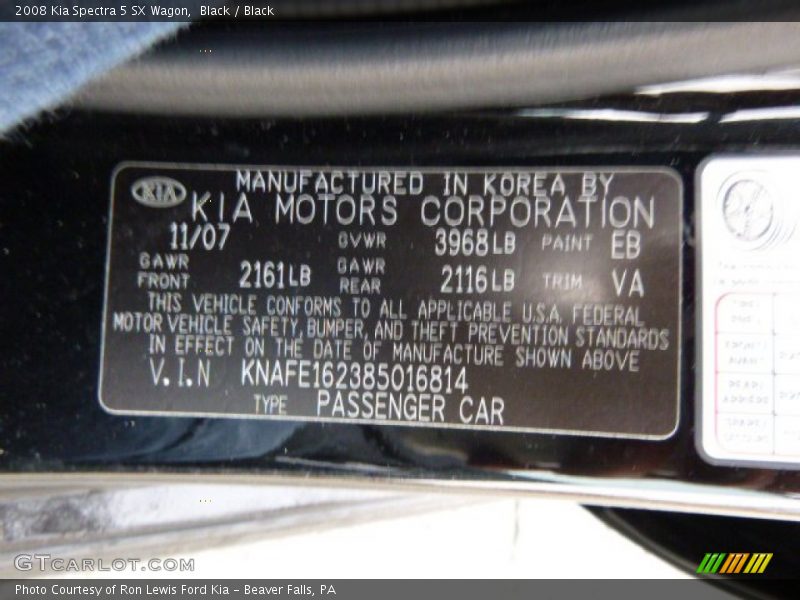 2008 Kia Spectra 5 SX Wagon, Black / Black
KIA
MANUFACTURED IN KOREA BY
KIA MOTORS CORPORATION
11/07 GVWR 3968LB PAINT EB
GAWR FRONT 2161LB GAWR REAR 2116LB TRIM VA
THIS VEHICLE CONFORMS TO ALL APPLICABLE U.S.A. FEDERAL
MOTOR VEHICLE SAFETY, BUMPER, AND THEFT PREVENTION STANDARDS
IN EFFECT ON THE DATE OF MANUFACTURE SHOWN ABOVE
V.I.N KNAFE162385016814
TYPE PASSENGER CAR
GTCARLOT.COM
Photo Courtesy of Ron Lewis Ford Kia - Beaver Falls, PA